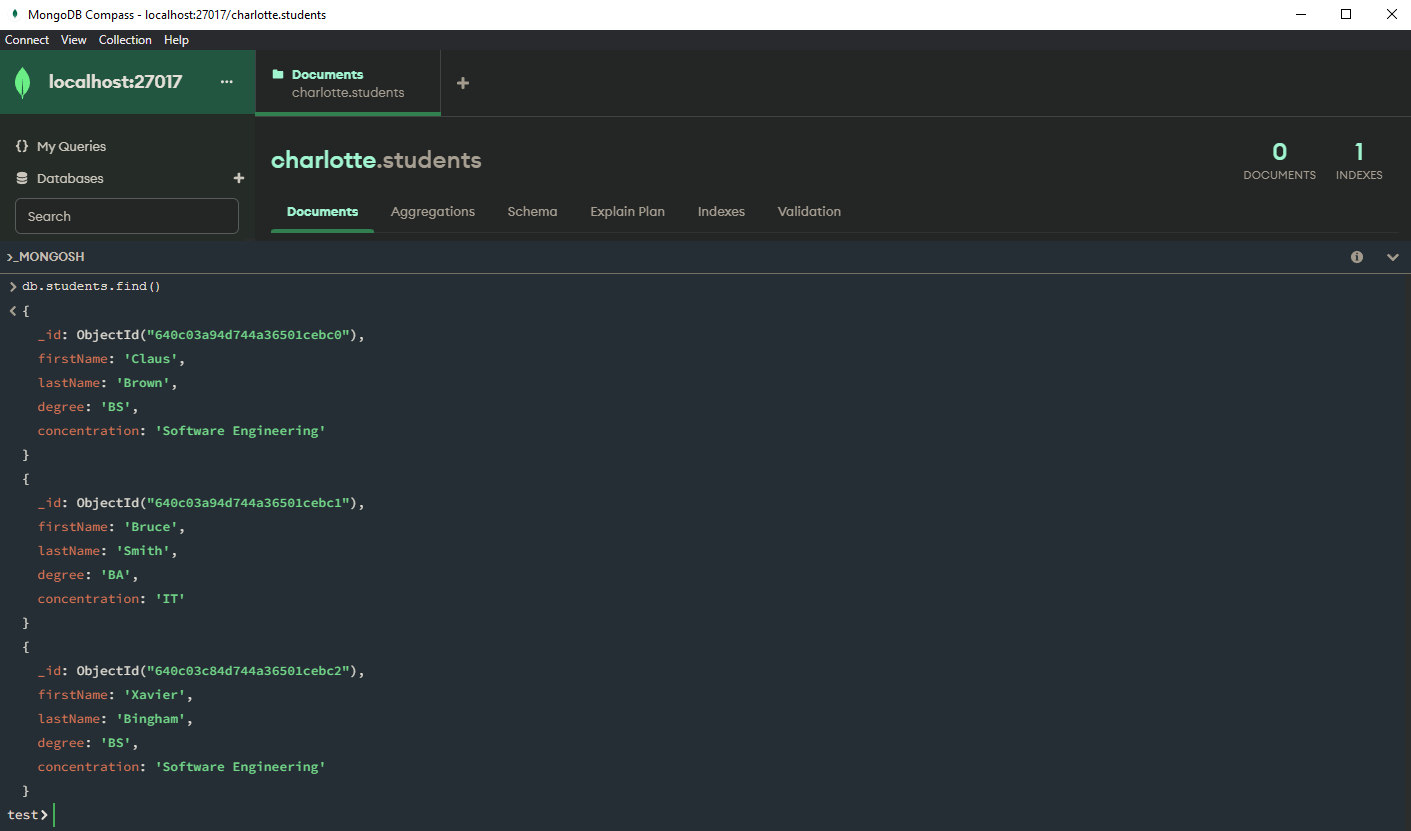 MongoDB Compass - localhost:27017/charlotte.students
Connect View Collection Help
localhost:27017 ...
Documents
charlotte.students
+
{} My Queries
Databases +
Search
charlotte.students
0
DOCUMENTS
1
INDEXES
Documents Aggregations Schema Explain Plan Indexes Validation
>_MONGOSH
> db.students.find()
< {
_id: ObjectId("640c03a94d744a36501cebc0"),
firstName: 'Claus',
lastName: 'Brown',
degree: 'BS',
concentration: 'Software Engineering'
}
{
_id: ObjectId("640c03a94d744a36501cebc1"),
firstName: 'Bruce',
lastName: 'Smith',
degree: 'BA',
concentration: 'IT'
}
{
_id: ObjectId("640c03c84d744a36501cebc2"),
firstName: 'Xavier',
lastName: 'Bingham',
degree: 'BS',
concentration: 'Software Engineering'
}
test>